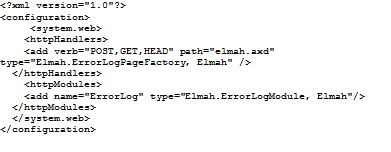 <?xml version="1.0"?>
<configuration>
<system.web>
<httpHandlers>
<add verb="POST,GET,HEAD" path="elmah.axd"
type="Elmah.ErrorLogPageFactory, Elmah" />
</httpHandlers>
<httpModules>
<add name="ErrorLog" type="Elmah.ErrorLogModule, Elmah"/>
</httpModules>
</system.web>
</configuration>